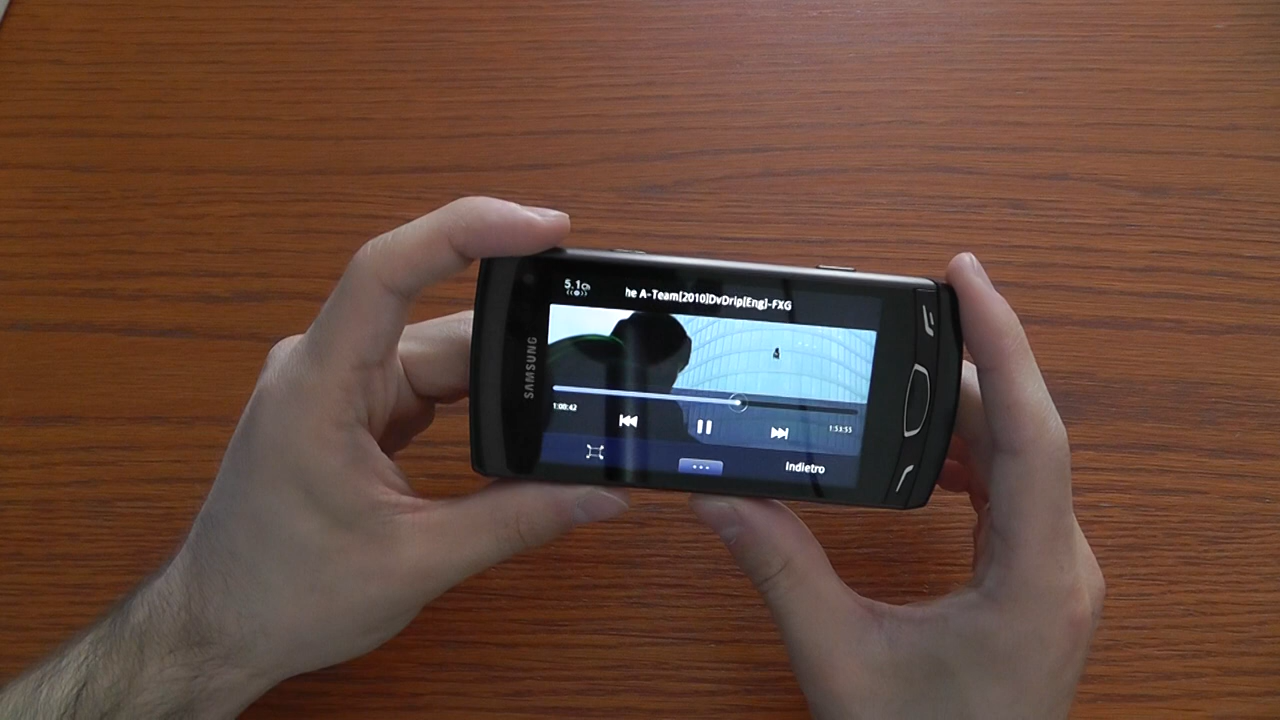 SAMSUNG
5.1ch
he A-Team[2010]DvDrip[Eng]-FXG
1:08:42
1:53:55
Indietro